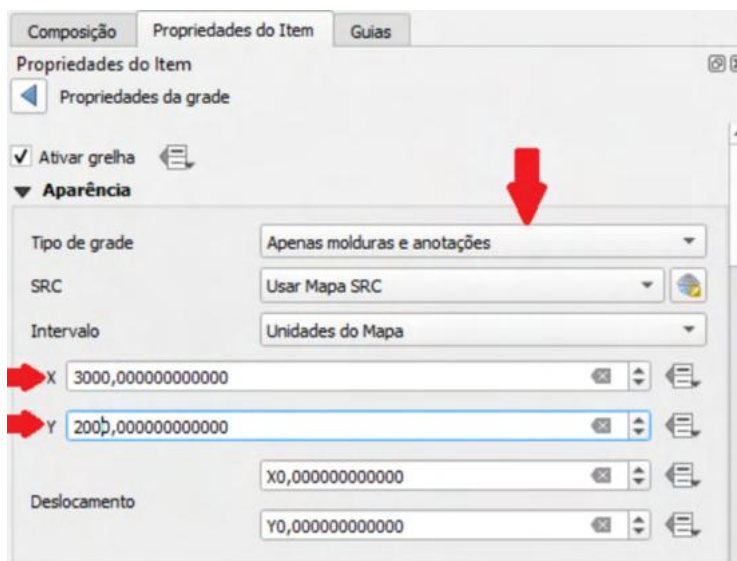 Composição Propriedades do Item Guias
Propriedades do Item
Propriedades da grade
Ativar grelha
Aparência
Tipo de grade Apenas molduras e anotações
SRC Usar Mapa SRC
Intervalo Unidades do Mapa
X 3000,000000000000
Y 2000,000000000000
X0,000000000000
Deslocamento
Y0,000000000000